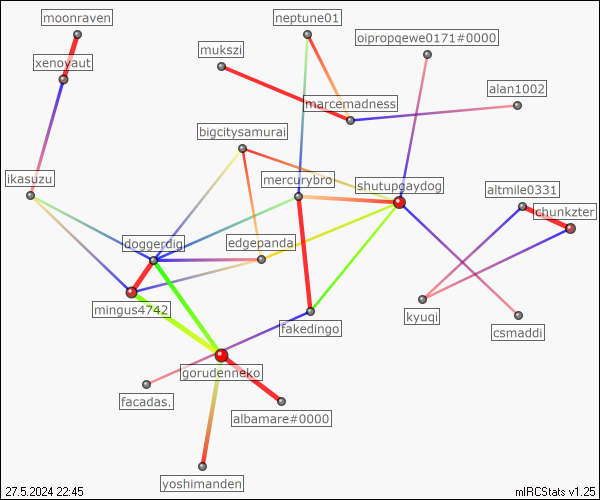 moonraven
neptune01
oipropqewe0171#0000
mukszi
xenoyaut
alan1002
marcemadness
bigcitysamurai
ikasuzu
mercurybro
shutupgaydog
altmile0331
chunkzter
doggerdig
edgepanda
mingus4742
kyuqi
csmaddi
fakedingo
gorudenneko
facadas.
albamare#0000
yoshimanden
27.5.2024 22:45
mIRCStats v1.25